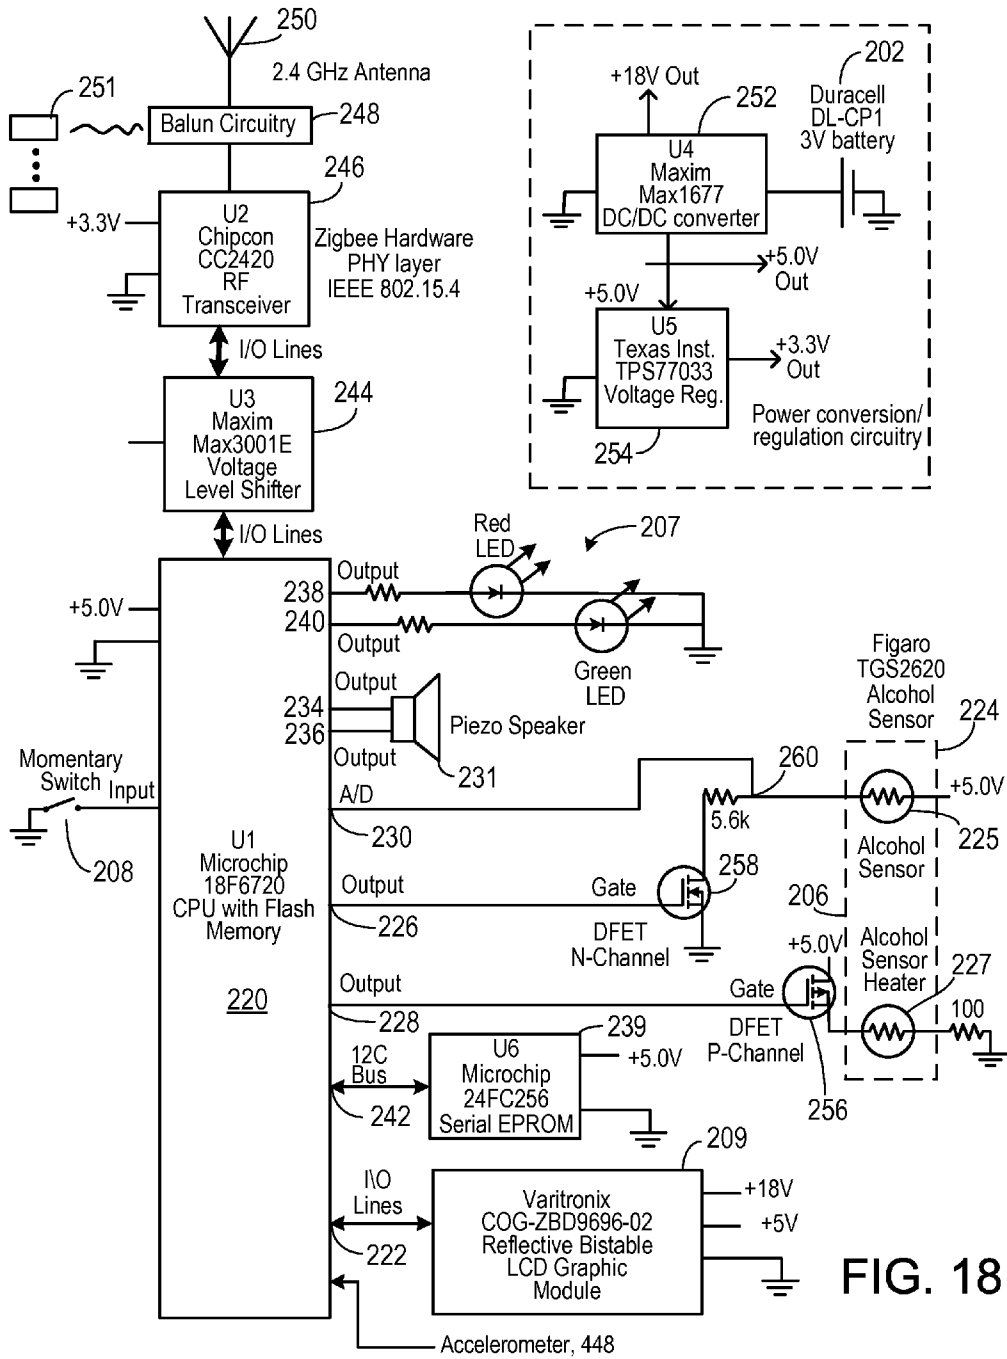 250
2.4 GHz Antenna
251
Balun Circuitry
248
246
+3.3V
U2
Chipcon
CC2420
RF
Transceiver
Zigbee Hardware
PHY layer
IEEE 802.15.4
I/O Lines
U3
Maxim
Max3001E
Voltage
Level Shifter
244
I/O Lines
202
+18V Out
252
Duracell
DL-CP1
3V battery
U4
Maxim
Max1677
DC/DC converter
+5.0V
Out
+5.0V
U5
Texas Inst.
TPS77033
Voltage Reg.
+3.3V
Out
254
Power conversion/
regulation circuitry
Red
LED
207
Output
238
240
Output
Green
LED
+5.0V
Output
234
236
Output
Piezo Speaker
231
Momentary
Switch
Input
208
A/D
230
U1
Microchip
18F6720
CPU with Flash
Memory
220
Figaro
TGS2620
Alcohol
Sensor
224
260
5.6k
+5.0V
225
Alcohol
Sensor
258
Output
226
Gate
DFET
N-Channel
206
+5.0V
Alcohol
Sensor
Heater
227
Output
228
Gate
DFET
P-Channel
100
256
12C
Bus
242
239
U6
Microchip
24FC256
Serial EPROM
+5.0V
209
I\O
Lines
222
Varitronix
COG-ZBD9696-02
Reflective Bistable
LCD Graphic
Module
+18V
+5V
FIG. 18
Accelerometer, 448